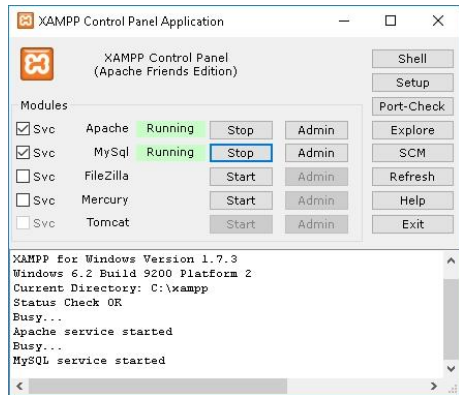 XAMPP Control Panel Application
XAMPP Control Panel
(Apache Friends Edition)
Shell
Setup
Modules
Port-Check
Svc Apache Running Stop Admin Explore
Svc MySql Running Stop Admin SCM
Svc FileZilla Start Admin Refresh
Svc Mercury Start Admin Help
Svc Tomcat Start Admin Exit
XAMPP for Windows Version 1.7.3
Windows 6.2 Build 9200 Platform 2
Current Directory: C:\xampp
Status Check OK
Busy...
Apache service started
Busy...
MySQL service started